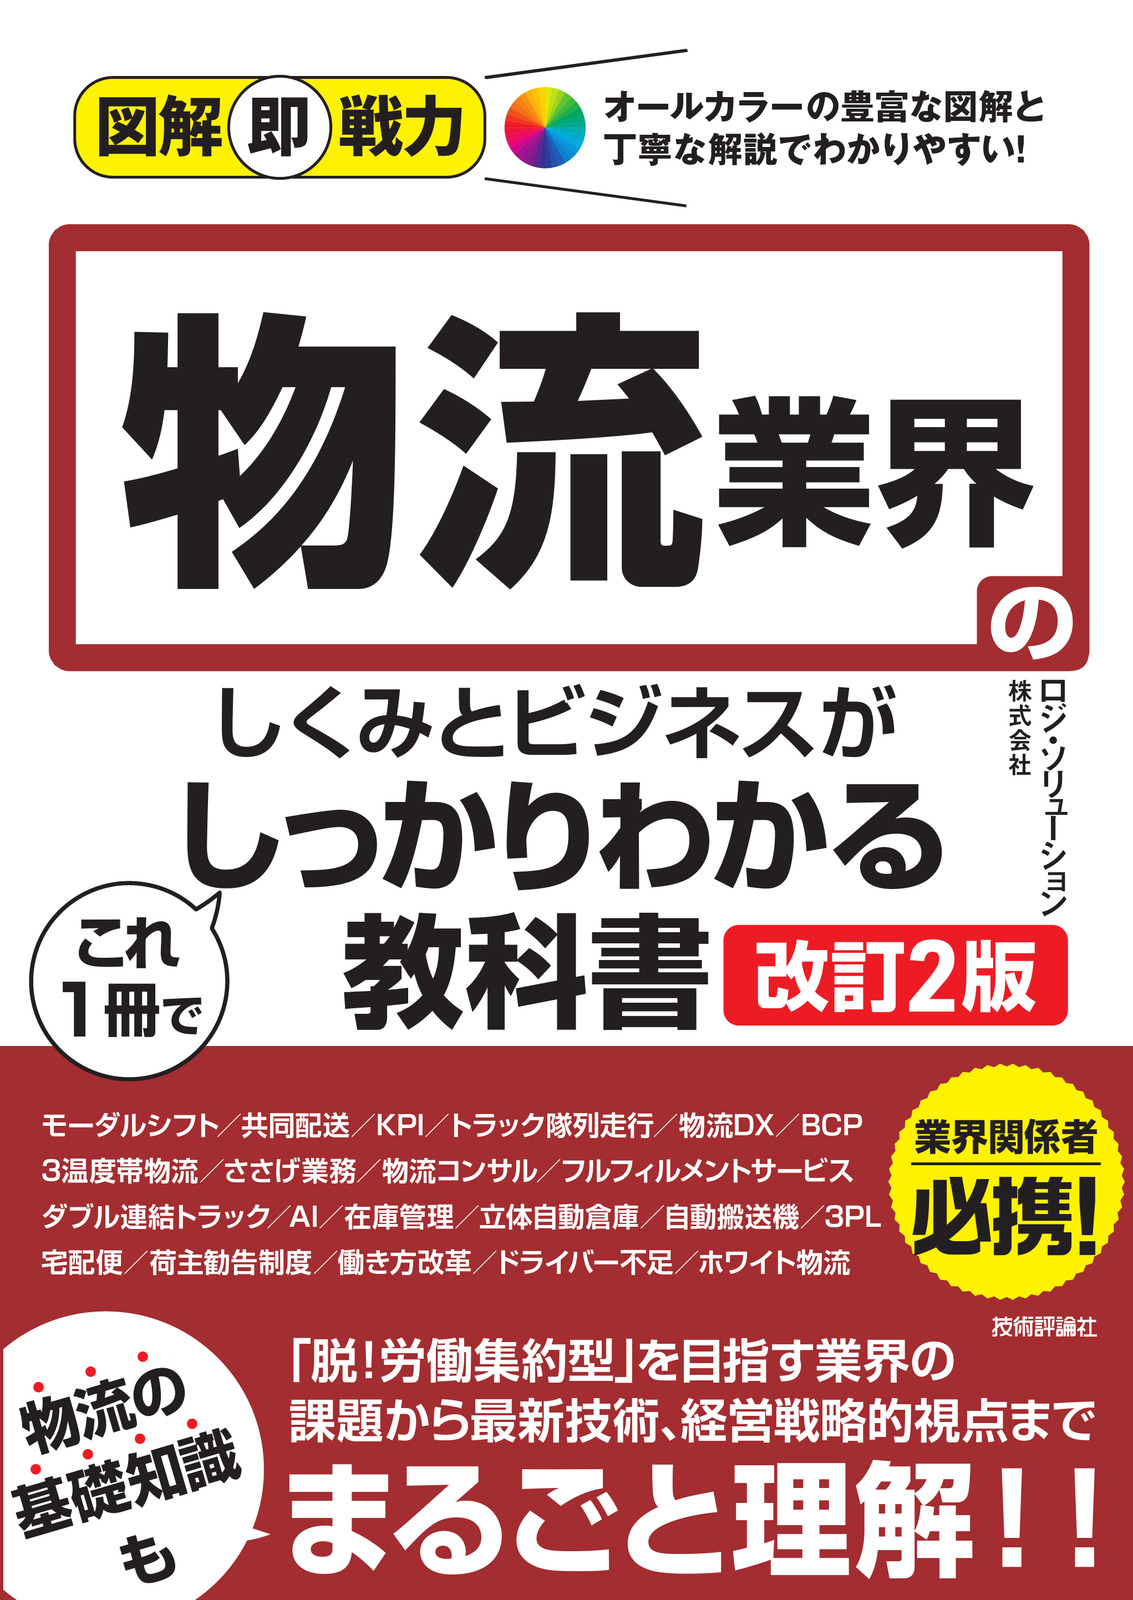 図解即戦力
オールカラーの豊富な図解と
丁寧な解説でわかりやすい!
物流業界の
しくみとビジネスが
しっかりわかる
教科書
改訂2版
ロジ・ソリューション
株式会社
これ
1冊で
モーダルシフト/共同配送/KPI/トラック隊列走行/物流DX/BCP
3温度帯物流/ささげ業務/物流コンサル/フルフィルメントサービス
ダブル連結トラック/AI/在庫管理/立体自動倉庫/自動搬送機/3PL
宅配便/荷主勧告制度/働き方改革/ドライバー不足/ホワイト物流
業界関係者
必携!
技術評論社
物流の
基礎知識
も
「脱!労働集約型」を目指す業界の
課題から最新技術、経営戦略的視点まで
まるごと理解!!